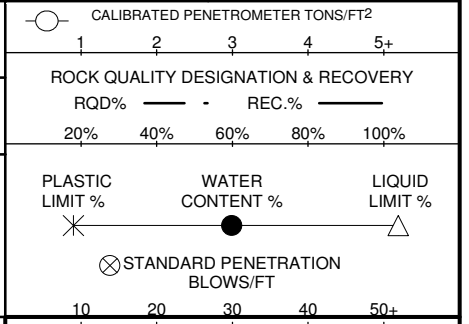 CALIBRATED PENETROMETER TONS/FT2
1 2 3 4 5+
ROCK QUALITY DESIGNATION & RECOVERY
RQD% REC.%
20% 40% 60% 80% 100%
PLASTIC WATER LIQUID
LIMIT % CONTENT % LIMIT %
STANDARD PENETRATION
BLOWS/FT
10 20 30 40 50+